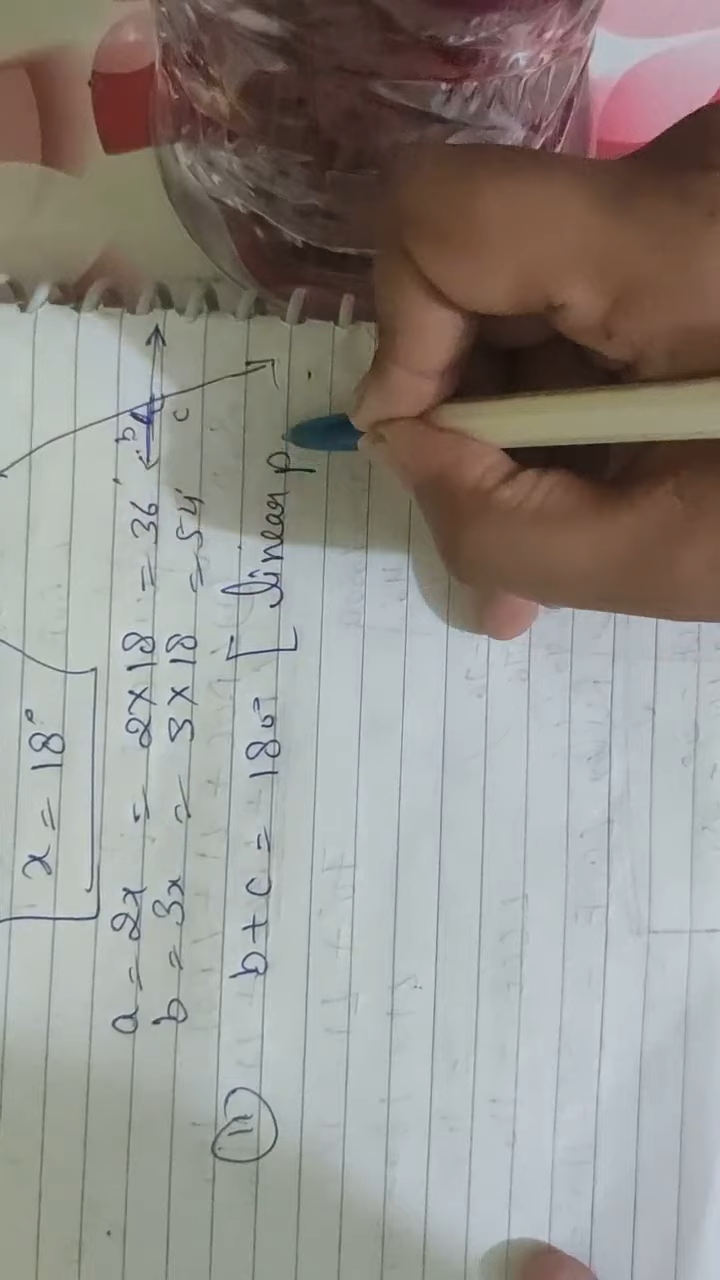 x = 18°
a = 2x = 2 × 18 = 36°
b = 3x = 3 × 18 = 54°
b
c
(ii) b + c = 180° [linear p